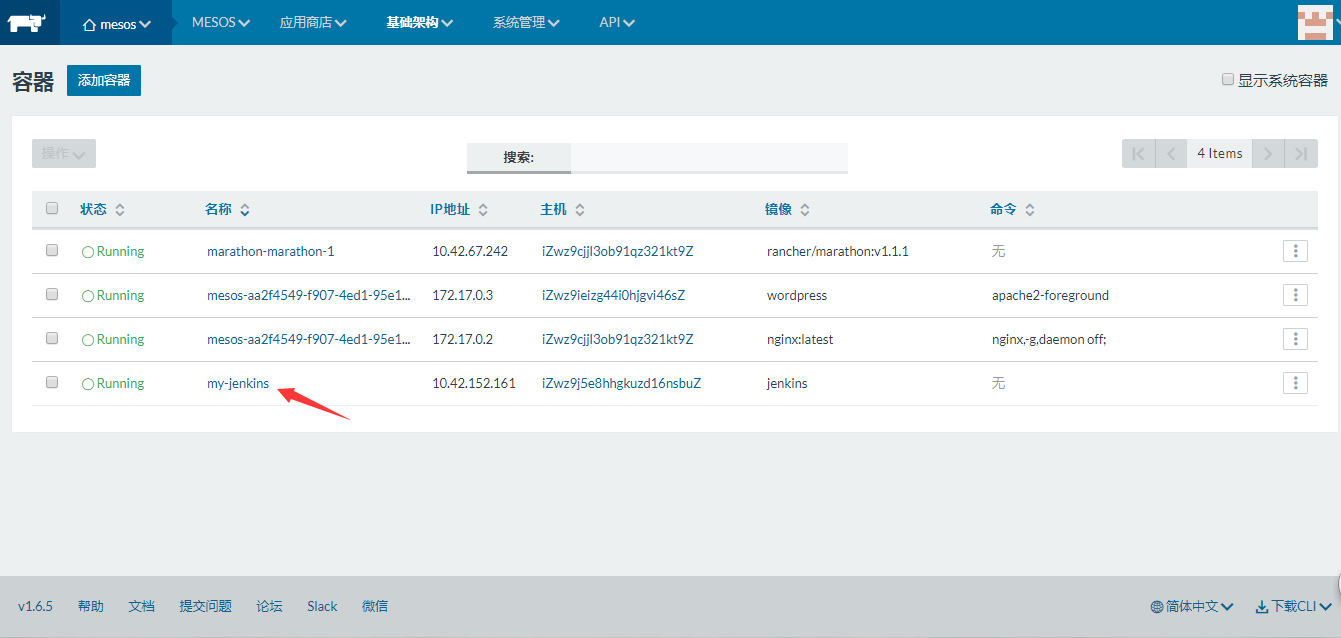 mesos MESOS 应用商店 基础架构 系统管理 API
容器 添加容器 显示系统容器
操作 搜索: 4 Items
状态 名称 IP地址 主机 镜像 命令
Running marathon-marathon-1 10.42.67.242 iZwz9cjjl3ob91qz321kt9Z rancher/marathon:v1.1.1 无
Running mesos-aa2f4549-f907-4ed1-95e1... 172.17.0.3 iZwz9ieizg44i0hjgvi46sZ wordpress apache2-foreground
Running mesos-aa2f4549-f907-4ed1-95e1... 172.17.0.2 iZwz9cjjl3ob91qz321kt9Z nginx:latest nginx,-g,daemon off;
Running my-jenkins 10.42.152.161 iZwz9j5e8hhgkuzd16nsbuZ jenkins 无
v1.6.5 帮助 文档 提交问题 论坛 Slack 微信 简体中文 下载CLI